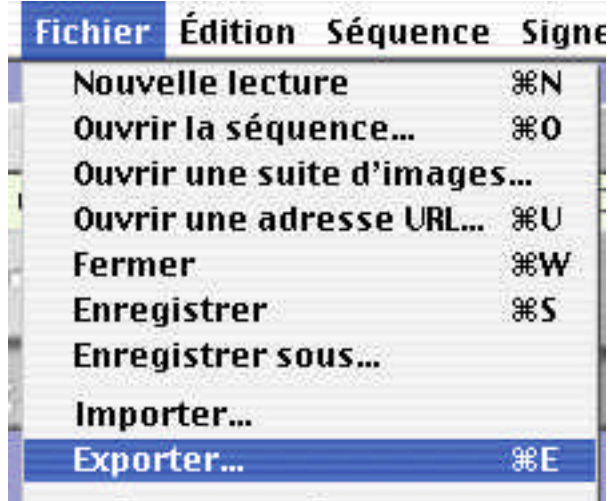 Fichier Édition Séquence Signe
Nouvelle lecture ⌘N
Ouvrir la séquence... ⌘O
Ouvrir une suite d'images...
Ouvrir une adresse URL... ⌘U
Fermer ⌘W
Enregistrer ⌘S
Enregistrer sous...
Importer...
Exporter... ⌘E